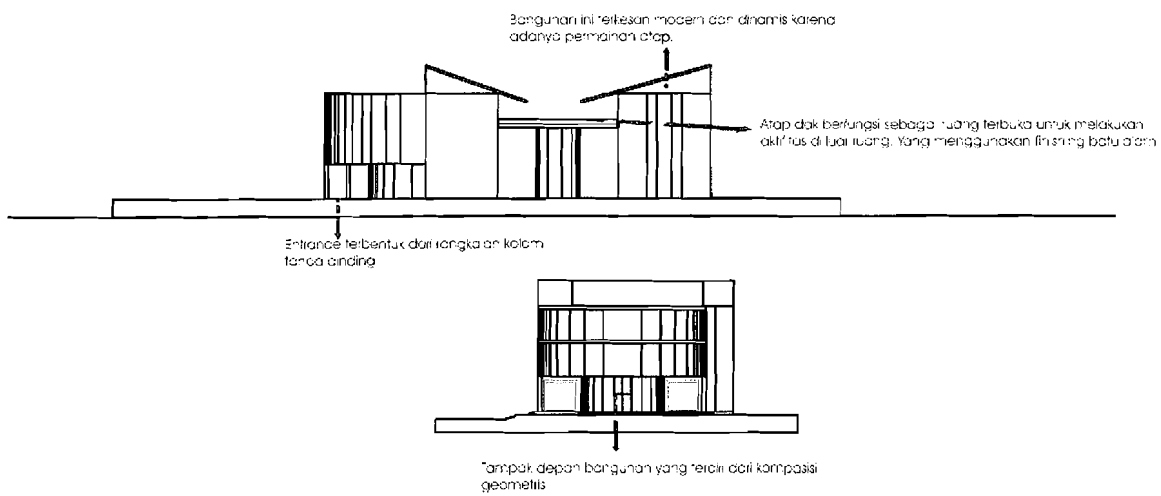 Bangunan ini terkesan modern dan dinamis karena
adanya permainan atap.
Atap dak berfungsi sebagai ruang terbuka untuk melakukan
aktifitas di luar ruang. Yang menggunakan finishing batu alam
Entrance terbentuk dari rangkaian kolom
tanpa dinding
Tampak depan bangunan yang terdiri dari komposisi
geometris